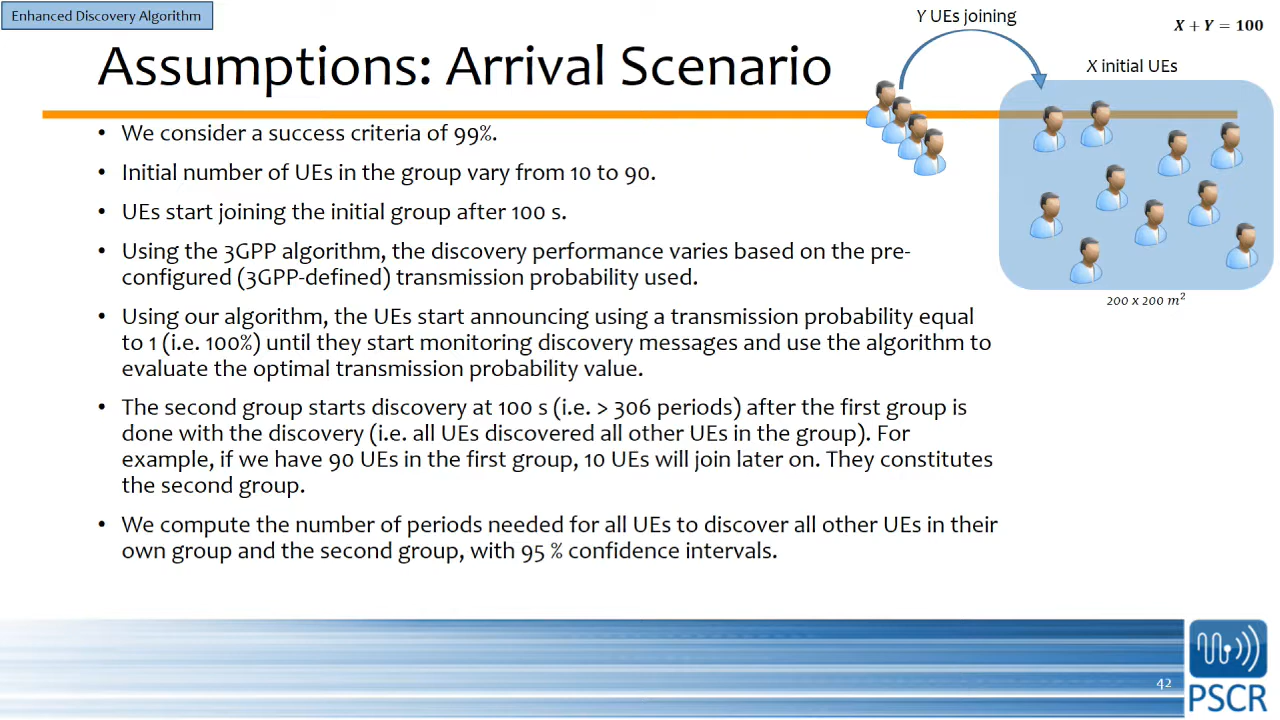 Enhanced Discovery Algorithm
Y UEs joining
X + Y = 100
Assumptions: Arrival Scenario
X initial UEs
• We consider a success criteria of 99%.
• Initial number of UEs in the group vary from 10 to 90.
• UEs start joining the initial group after 100 s.
• Using the 3GPP algorithm, the discovery performance varies based on the pre-
configured (3GPP-defined) transmission probability used.
200 x 200 m²
• Using our algorithm, the UEs start announcing using a transmission probability equal
to 1 (i.e. 100%) until they start monitoring discovery messages and use the algorithm to
evaluate the optimal transmission probability value.
• The second group starts discovery at 100 s (i.e. > 306 periods) after the first group is
done with the discovery (i.e. all UEs discovered all other UEs in the group). For
example, if we have 90 UEs in the first group, 10 UEs will join later on. They constitutes
the second group.
• We compute the number of periods needed for all UEs to discover all other UEs in their
own group and the second group, with 95 % confidence intervals.
42
PSCR